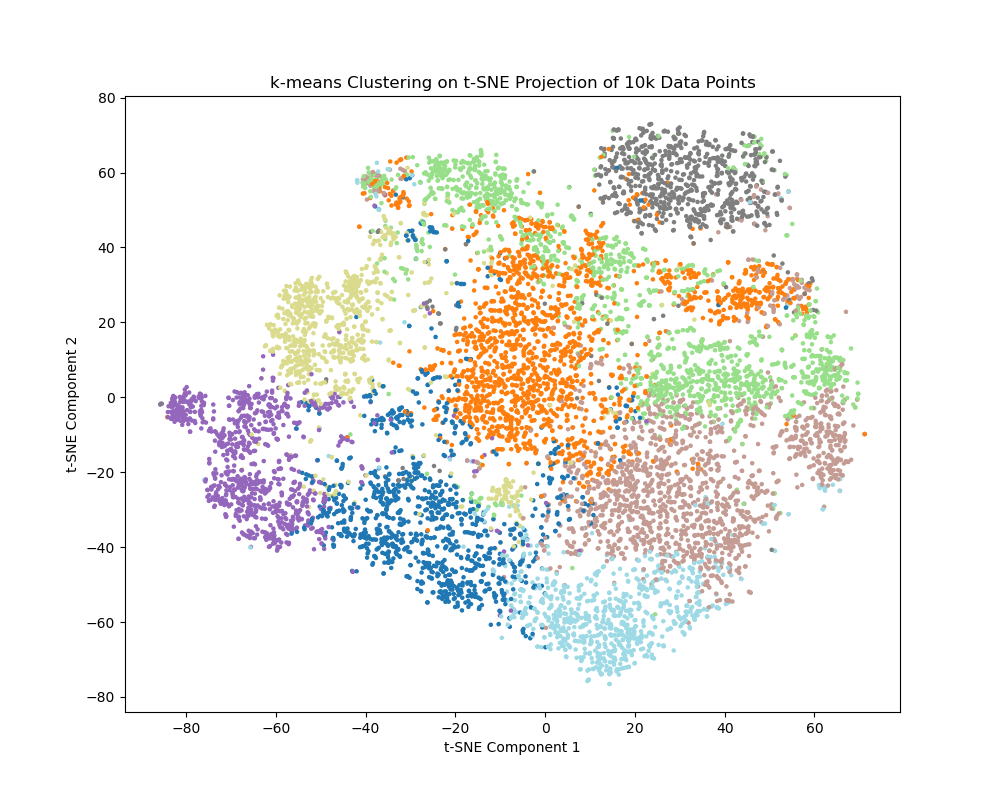 k-means Clustering on t-SNE Projection of 10k Data Points
80
60
40
20
0
−20
−40
−60
−80
t-SNE Component 2
−80 −60 −40 −20 0 20 40 60
t-SNE Component 1